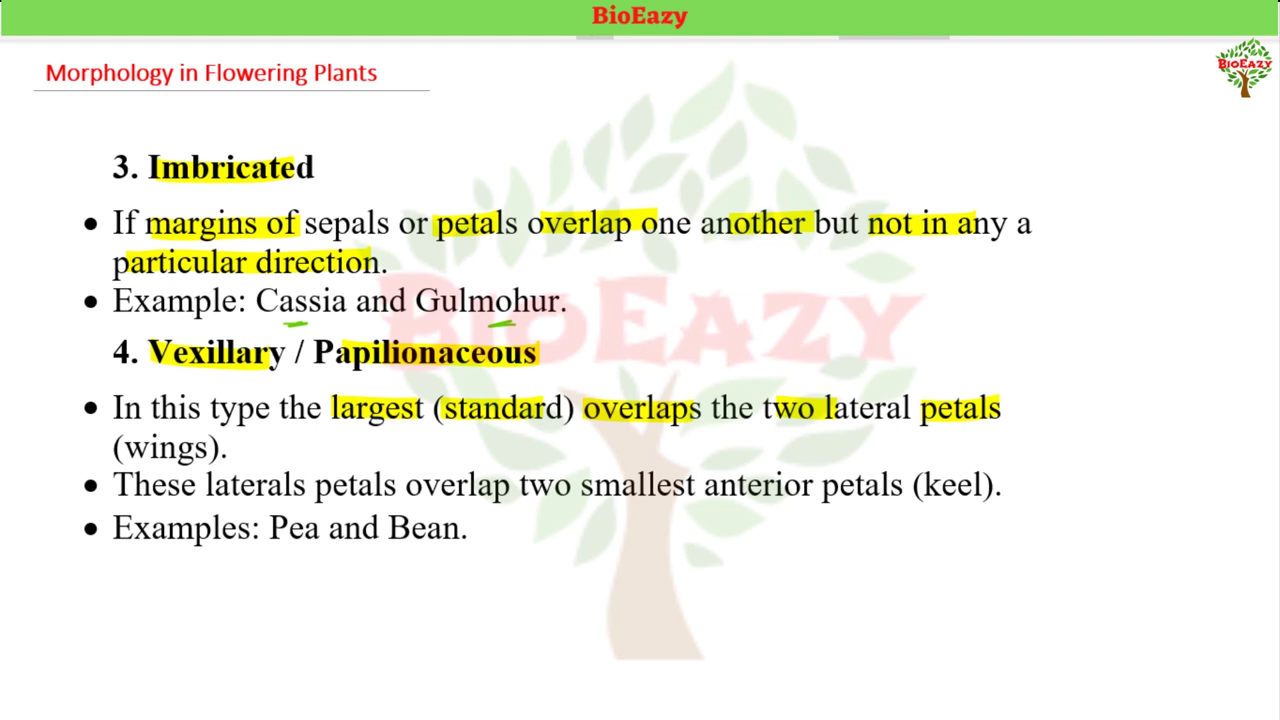 BioEazy
Morphology in Flowering Plants
BIOEAZY
3. Imbricated
• If margins of sepals or petals overlap one another but not in any a
particular direction.
• Example: Cassia and Gulmohur.
BIOEAZY
4. Vexillary / Papilionaceous
• In this type the largest (standard) overlaps the two lateral petals
(wings).
• These laterals petals overlap two smallest anterior petals (keel).
• Examples: Pea and Bean.